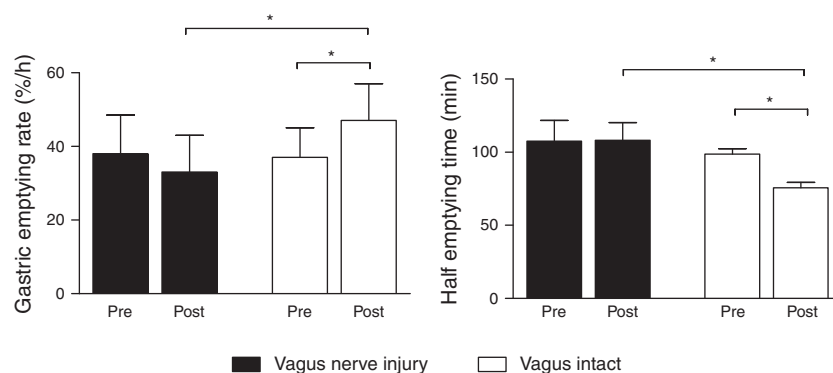 *
*
60
40
20
0
Gastric emptying rate (%/h)
Pre Post Pre Post
*
*
150
100
50
0
Half emptying time (min)
Pre Post Pre Post
Vagus nerve injury Vagus intact